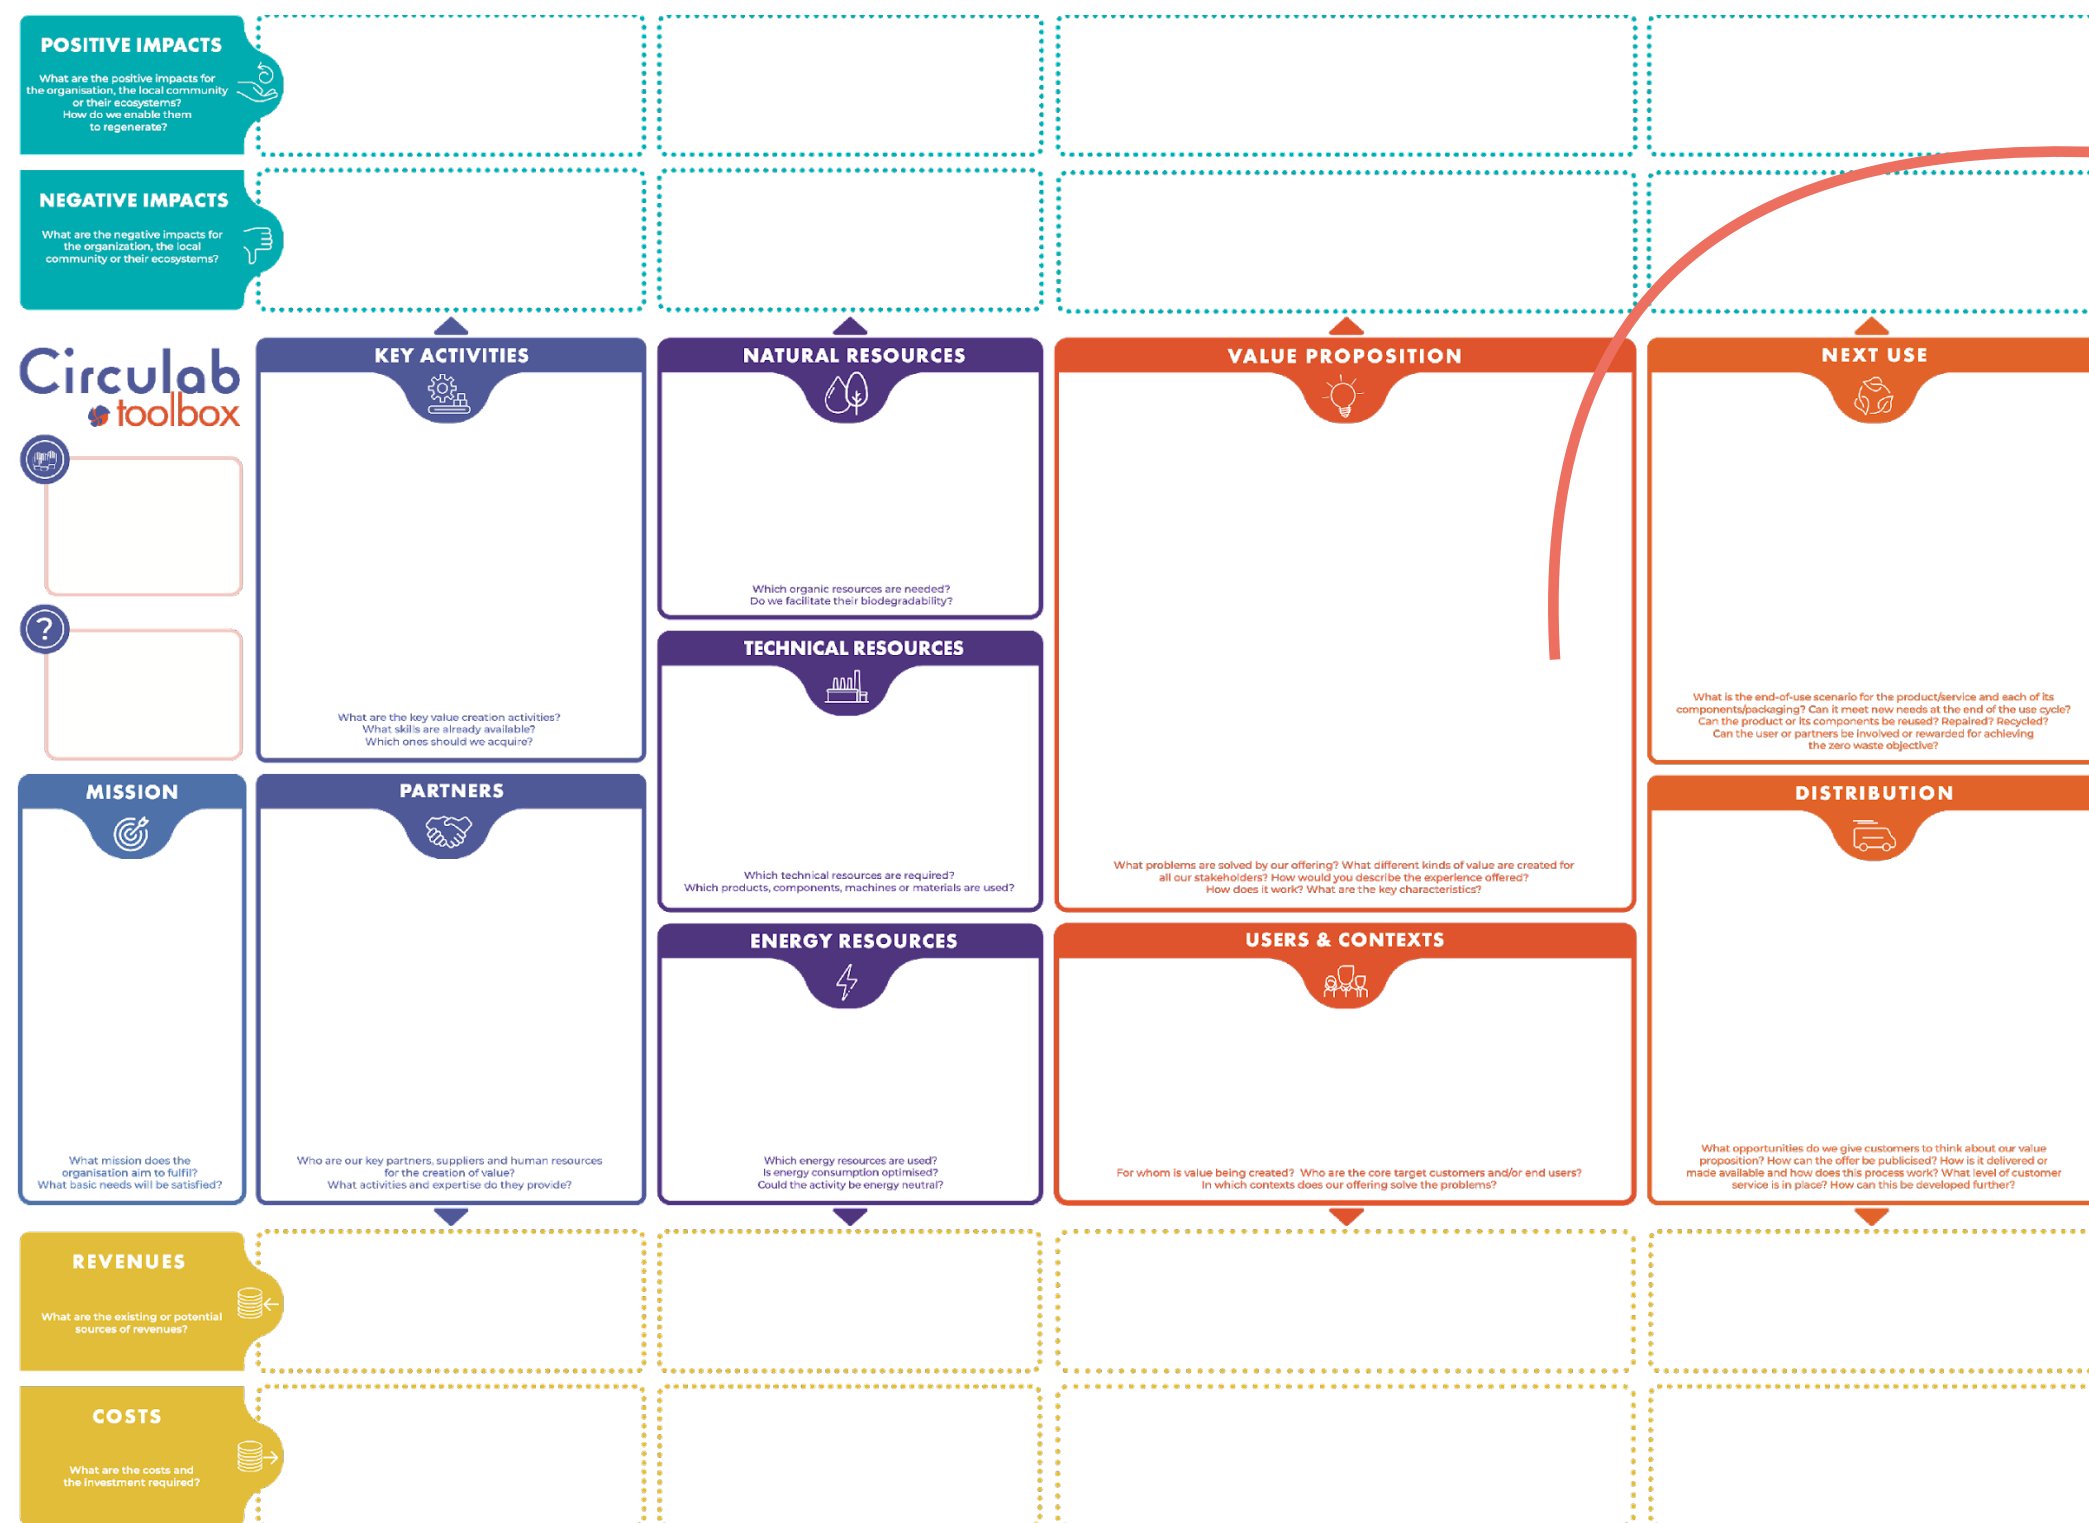 POSITIVE IMPACTS
What are the positive impacts for
the organisation, the local community
or their ecosystems?
How do we enable them
to regenerate?
NEGATIVE IMPACTS
What are the negative impacts for
the organization, the local
community or their ecosystems?
Circulab
toolbox
?
KEY ACTIVITIES
What are the key value creation activities?
What skills are already available?
Which ones should we acquire?
NATURAL RESOURCES
Which organic resources are needed?
Do we facilitate their biodegradability?
TECHNICAL RESOURCES
Which technical resources are required?
Which products, components, machines or materials are used?
VALUE PROPOSITION
What problems are solved by our offering? What different kinds of value are created for
all our stakeholders? How would you describe the experience offered?
How does it work? What are the key characteristics?
NEXT USE
What is the end-of-use scenario for the product/service and each of its
components/packaging? Can it meet new needs at the end of the use cycle?
Can the product or its components be reused? Repaired? Recycled?
Can the user or partners be involved or rewarded for achieving
the zero waste objective?
MISSION
What mission does the
organisation aim to fulfil?
What basic needs will be satisfied?
PARTNERS
Who are our key partners, suppliers and human resources
for the creation of value?
What activities and expertise do they provide?
ENERGY RESOURCES
Which energy resources are used?
Is energy consumption optimised?
Could the activity be energy neutral?
USERS & CONTEXTS
For whom is value being created? Who are the core target customers and/or end users?
In which contexts does our offering solve the problems?
DISTRIBUTION
What opportunities do we give customers to think about our value
proposition? How can the offer be publicised? How is it delivered or
made available and how does this process work? What level of customer
service is in place? How can this be developed further?
REVENUES
What are the existing or potential
sources of revenues?
COSTS
What are the costs and
the investment required?